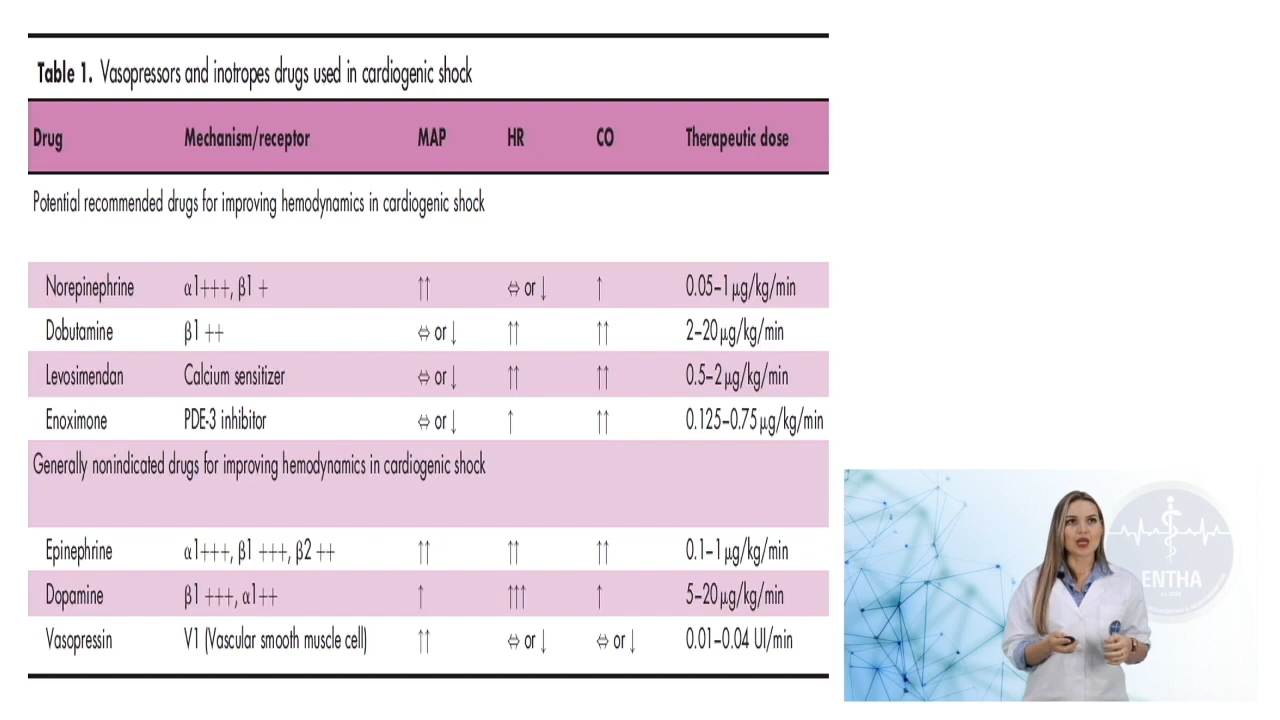 Table 1. Vasopressors and inotropes drugs used in cardiogenic shock
Drug Mechanism/receptor MAP HR CO Therapeutic dose
Potential recommended drugs for improving hemodynamics in cardiogenic shock
Norepinephrine α1+++, β1 + ↑↑ ⇔ or ↓ ↑ 0.05–1 μg/kg/min
Dobutamine β1 ++ ⇔ or ↓ ↑↑ ↑↑ 2–20 μg/kg/min
Levosimendan Calcium sensitizer ⇔ or ↓ ↑↑ ↑↑ 0.5–2 μg/kg/min
Enoximone PDE-3 inhibitor ⇔ or ↓ ↑ ↑↑ 0.125–0.75 μg/kg/min
Generally nonindicated drugs for improving hemodynamics in cardiogenic shock
Epinephrine α1+++, β1 +++, β2 ++ ↑↑ ↑↑ ↑↑ 0.1–1 μg/kg/min
Dopamine β1 +++, α1++ ↑ ↑↑↑ ↑ 5–20 μg/kg/min
Vasopressin V1 (Vascular smooth muscle cell) ↑↑ ⇔ or ↓ ⇔ or ↓ 0.01–0.04 UI/min
ENTHA